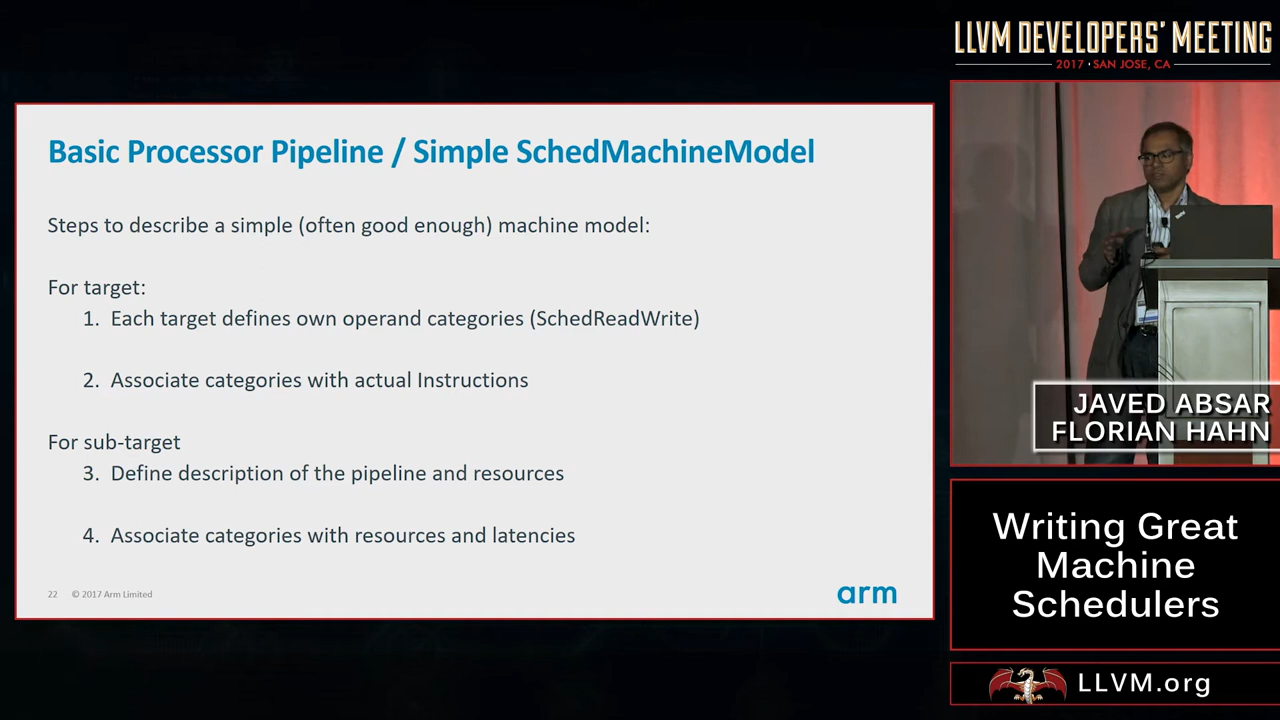 LLVM DEVELOPERS' MEETING
2017 • SAN JOSE, CA
Basic Processor Pipeline / Simple SchedMachineModel
Steps to describe a simple (often good enough) machine model:
For target:
1. Each target defines own operand categories (SchedReadWrite)
2. Associate categories with actual Instructions
For sub-target
3. Define description of the pipeline and resources
4. Associate categories with resources and latencies
22 © 2017 Arm Limited
arm
JAVED ABSAR
FLORIAN HAHN
Writing Great
Machine
Schedulers
LLVM.org